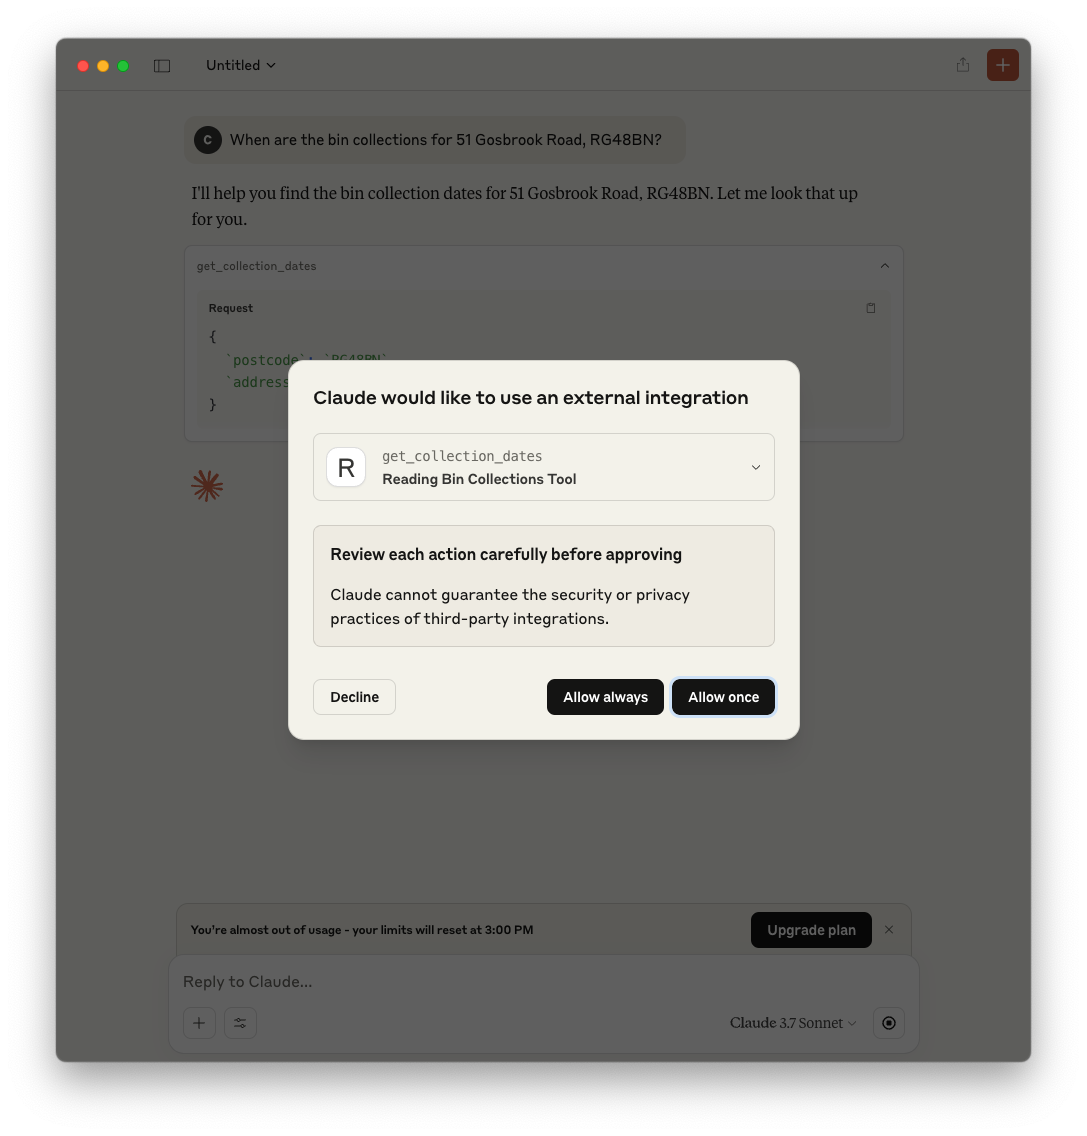 Untitled
C
When are the bin collections for 51 Gosbrook Road, RG48BN?
I'll help you find the bin collection dates for 51 Gosbrook Road, RG48BN. Let me look that up
for you.
get_collection_dates
Request
{
`postcode`: `RG48BN`
`address
}
Claude would like to use an external integration
R
get_collection_dates
Reading Bin Collections Tool
Review each action carefully before approving
Claude cannot guarantee the security or privacy
practices of third-party integrations.
Decline
Allow always
Allow once
You're almost out of usage - your limits will reset at 3:00 PM
Upgrade plan
Reply to Claude...
Claude 3.7 Sonnet